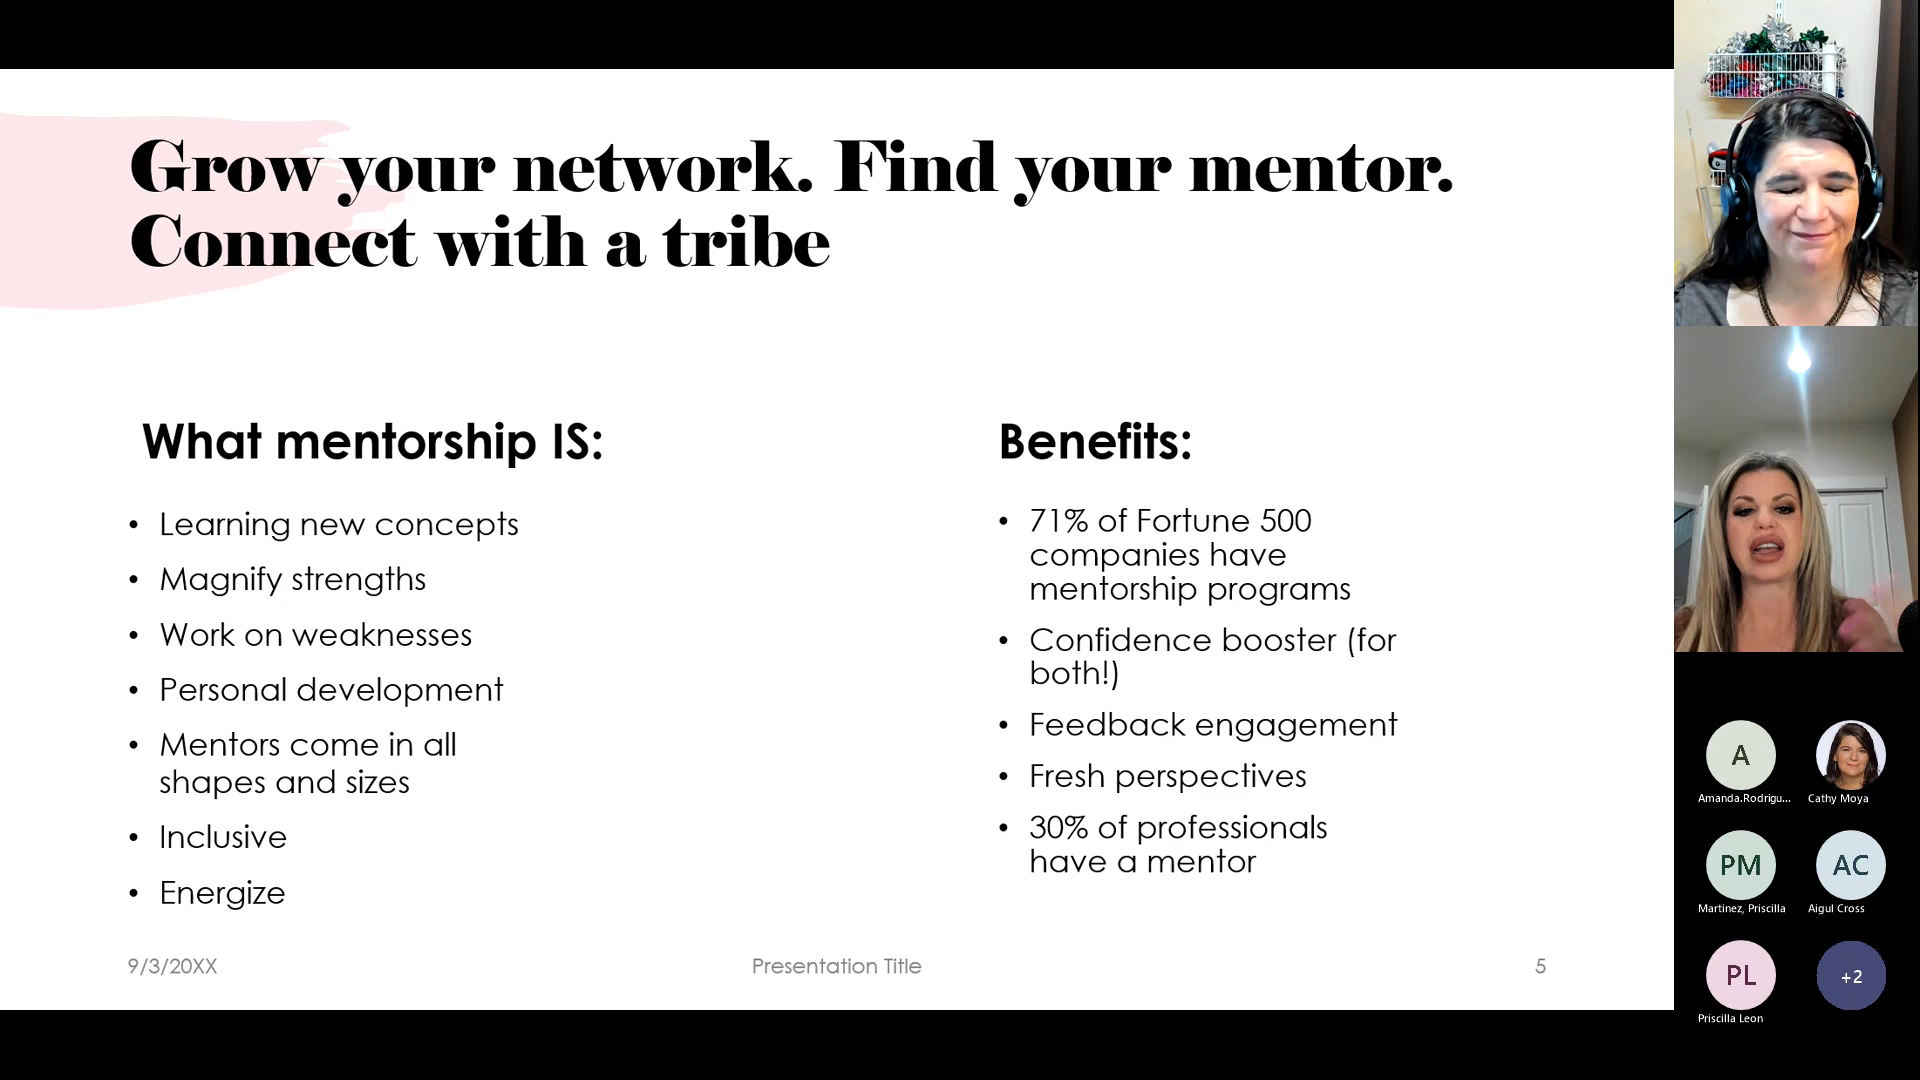 Grow your network. Find your mentor.
Connect with a tribe
What mentorship IS:
• Learning new concepts
• Magnify strengths
• Work on weaknesses
• Personal development
• Mentors come in all
shapes and sizes
• Inclusive
• Energize
Benefits:
• 71% of Fortune 500
companies have
mentorship programs
• Confidence booster (for
both!)
• Feedback engagement
• Fresh perspectives
• 30% of professionals
have a mentor
9/3/20XX
Presentation Title
5
A
Amanda.Rodrigu...
Cathy Moya
PM
Martinez, Priscilla
AC
Aigul Cross
PL
Priscilla Leon
+2